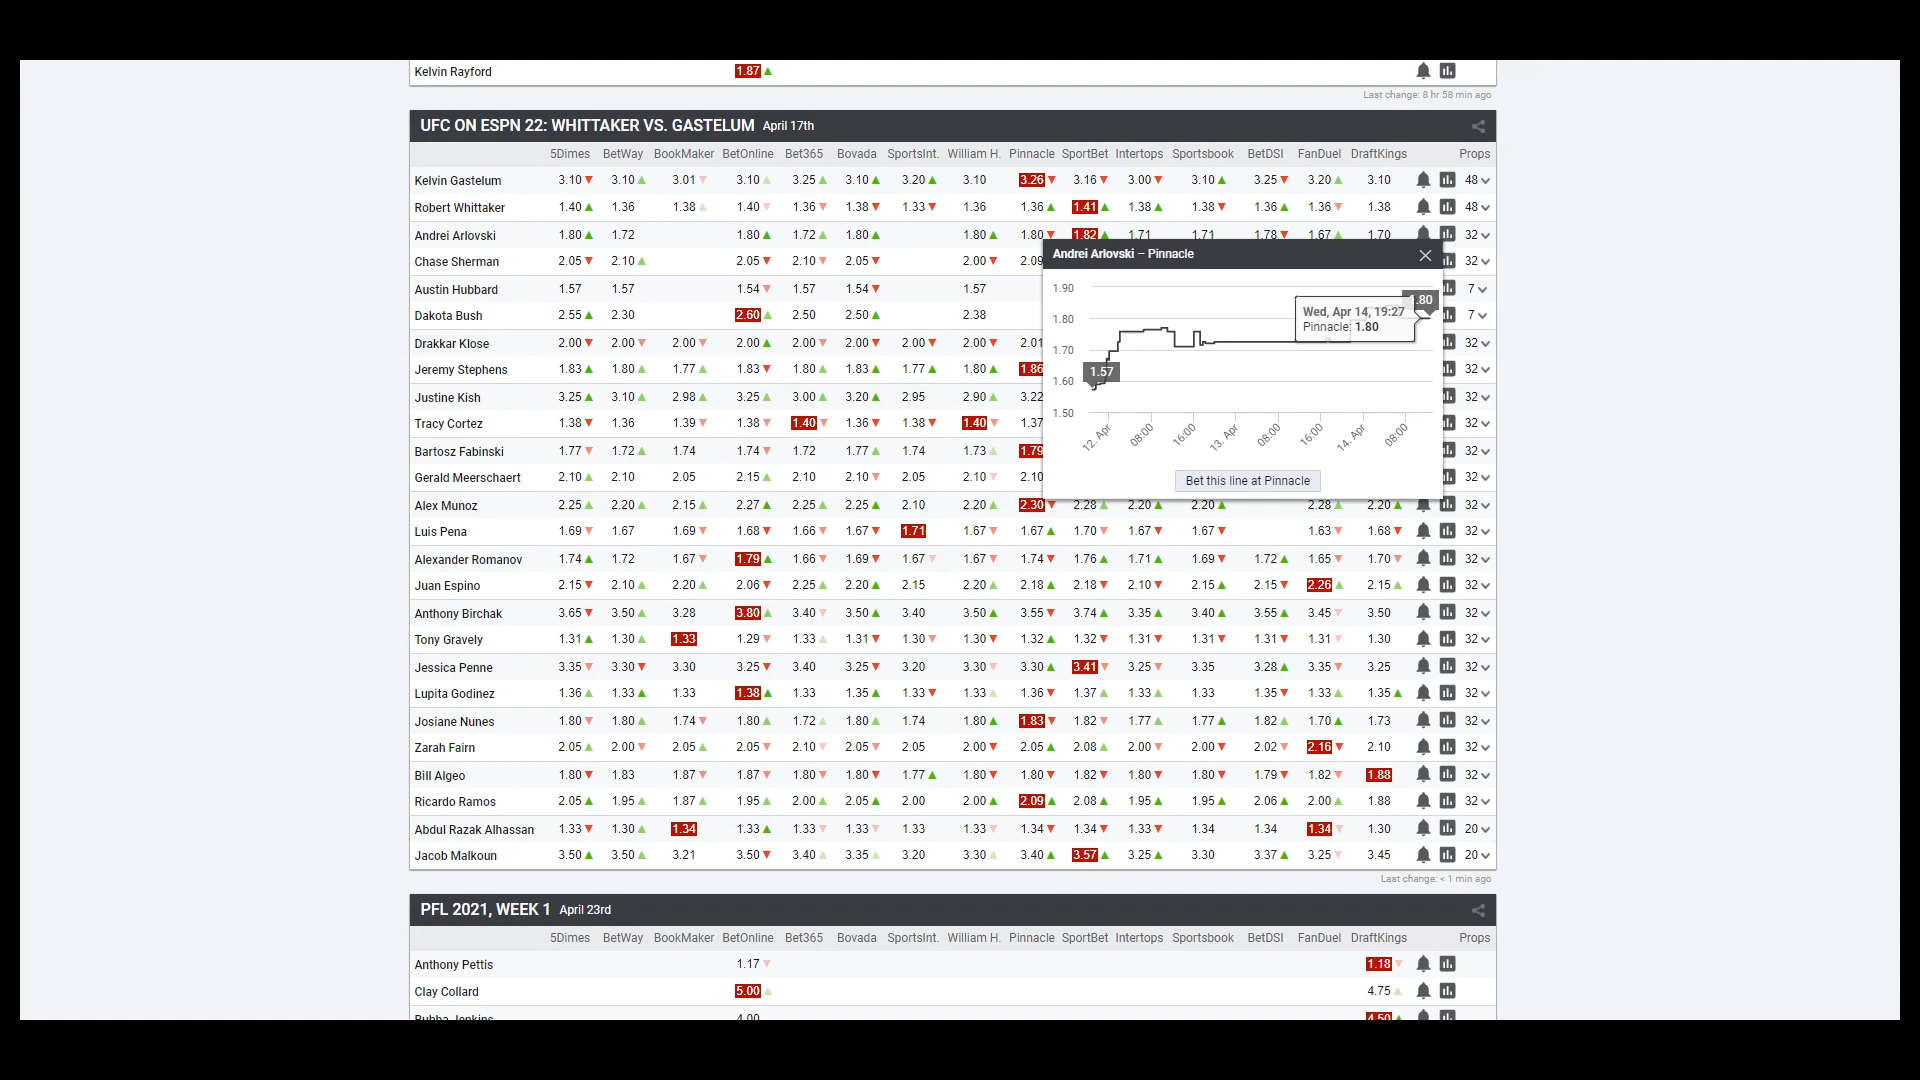 Kelvin Rayford 1.87
Last change: 8 hr 58 min ago
UFC ON ESPN 22: WHITTAKER VS. GASTELUM April 17th
5Dimes BetWay BookMaker BetOnline Bet365 Bovada SportsInt. William H. Pinnacle SportBet Intertops Sportsbook BetDSI FanDuel DraftKings Props
Kelvin Gastelum 3.10 3.10 3.01 3.10 3.25 3.10 3.20 3.10 3.26 3.16 3.00 3.10 3.25 3.20 3.10 48
Robert Whittaker 1.40 1.36 1.38 1.40 1.36 1.38 1.33 1.36 1.36 1.41 1.38 1.38 1.36 1.36 1.38 48
Andrei Arlovski 1.80 1.72 1.80 1.72 1.80 1.80 1.80 1.82 1.71 1.71 1.78 1.67 1.70 32
Chase Sherman 2.05 2.10 2.05 2.10 2.05 2.00 2.09 32
Austin Hubbard 1.57 1.57 1.54 1.57 1.54 1.57 7
Dakota Bush 2.55 2.30 2.60 2.50 2.50 2.38 7
Drakkar Klose 2.00 2.00 2.00 2.00 2.00 2.00 2.00 2.00 2.01 32
Jeremy Stephens 1.83 1.80 1.77 1.83 1.80 1.83 1.77 1.80 1.86 32
Justine Kish 3.25 3.10 2.98 3.25 3.00 3.20 2.95 2.90 3.22 32
Tracy Cortez 1.38 1.36 1.39 1.38 1.40 1.36 1.38 1.40 1.37 32
Bartosz Fabinski 1.77 1.72 1.74 1.74 1.72 1.77 1.74 1.73 1.79 32
Gerald Meerschaert 2.10 2.10 2.05 2.15 2.10 2.10 2.05 2.10 2.10 32
Andrei Arlovski – Pinnacle
1.90
1.80
1.70
1.60
1.50
1.57
1.80
Wed, Apr 14, 19:27
Pinnacle: 1.80
12. Apr 08:00 16:00 13. Apr 08:00 16:00 14. Apr 08:00
Bet this line at Pinnacle
Alex Munoz 2.25 2.20 2.15 2.27 2.25 2.25 2.10 2.20 2.30 2.28 2.20 2.20 2.28 2.20 32
Luis Pena 1.69 1.67 1.69 1.68 1.66 1.67 1.71 1.67 1.67 1.70 1.67 1.67 1.63 1.68 32
Alexander Romanov 1.74 1.72 1.67 1.79 1.66 1.69 1.67 1.67 1.74 1.76 1.71 1.69 1.72 1.65 1.70 32
Juan Espino 2.15 2.10 2.20 2.06 2.25 2.20 2.15 2.20 2.18 2.18 2.10 2.15 2.15 2.26 2.15 32
Anthony Birchak 3.65 3.50 3.28 3.80 3.40 3.50 3.40 3.50 3.55 3.74 3.35 3.40 3.55 3.45 3.50 32
Tony Gravely 1.31 1.30 1.33 1.29 1.33 1.31 1.30 1.30 1.32 1.32 1.31 1.31 1.31 1.31 1.30 32
Jessica Penne 3.35 3.30 3.30 3.25 3.40 3.25 3.20 3.30 3.30 3.41 3.25 3.35 3.28 3.35 3.25 32
Lupita Godinez 1.36 1.33 1.33 1.38 1.33 1.35 1.33 1.33 1.36 1.37 1.33 1.33 1.35 1.33 1.35 32
Josiane Nunes 1.80 1.80 1.74 1.80 1.72 1.80 1.74 1.80 1.83 1.82 1.77 1.77 1.82 1.70 1.73 32
Zarah Fairn 2.05 2.00 2.05 2.05 2.10 2.05 2.05 2.00 2.05 2.08 2.00 2.00 2.02 2.16 2.10 32
Bill Algeo 1.80 1.83 1.87 1.87 1.80 1.80 1.77 1.80 1.80 1.82 1.80 1.80 1.79 1.82 1.88 32
Ricardo Ramos 2.05 1.95 1.87 1.95 2.00 2.05 2.00 2.00 2.09 2.08 1.95 1.95 2.06 2.00 1.88 32
Abdul Razak Alhassan 1.33 1.30 1.34 1.33 1.33 1.33 1.33 1.33 1.34 1.34 1.33 1.34 1.34 1.34 1.30 20
Jacob Malkoun 3.50 3.50 3.21 3.50 3.40 3.35 3.20 3.30 3.40 3.57 3.25 3.30 3.37 3.25 3.45 20
Last change: < 1 min ago
PFL 2021, WEEK 1 April 23rd
5Dimes BetWay BookMaker BetOnline Bet365 Bovada SportsInt. William H. Pinnacle SportBet Intertops Sportsbook BetDSI FanDuel DraftKings Props
Anthony Pettis 1.17 1.18
Clay Collard 5.00 4.75
Bubba Jenkins 4.00 4.50